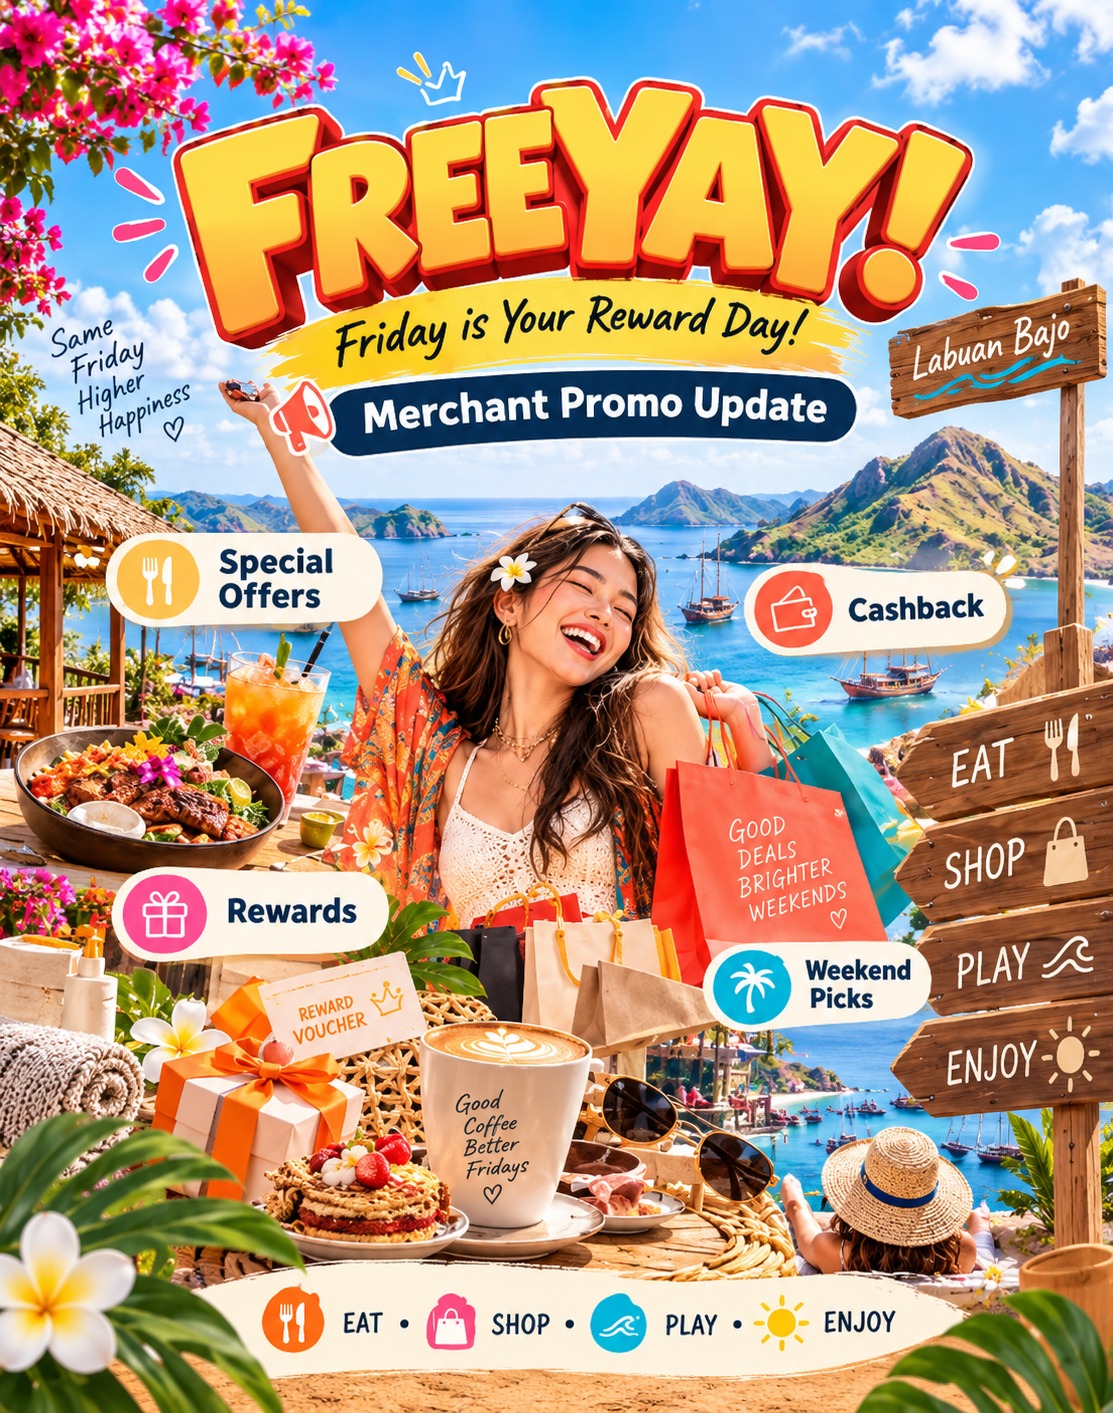 FREEYAY!
Friday is Your Reward Day!
Merchant Promo Update
Same
Friday
Higher
Happiness
Labuan Bajo
Special
Offers
Cashback
EAT
SHOP
PLAY
ENJOY
GOOD
DEALS
BRIGHTER
WEEKENDS
Rewards
Weekend
Picks
REWARD
VOUCHER
Good
Coffee
Better
Fridays
EAT • SHOP • PLAY • ENJOY